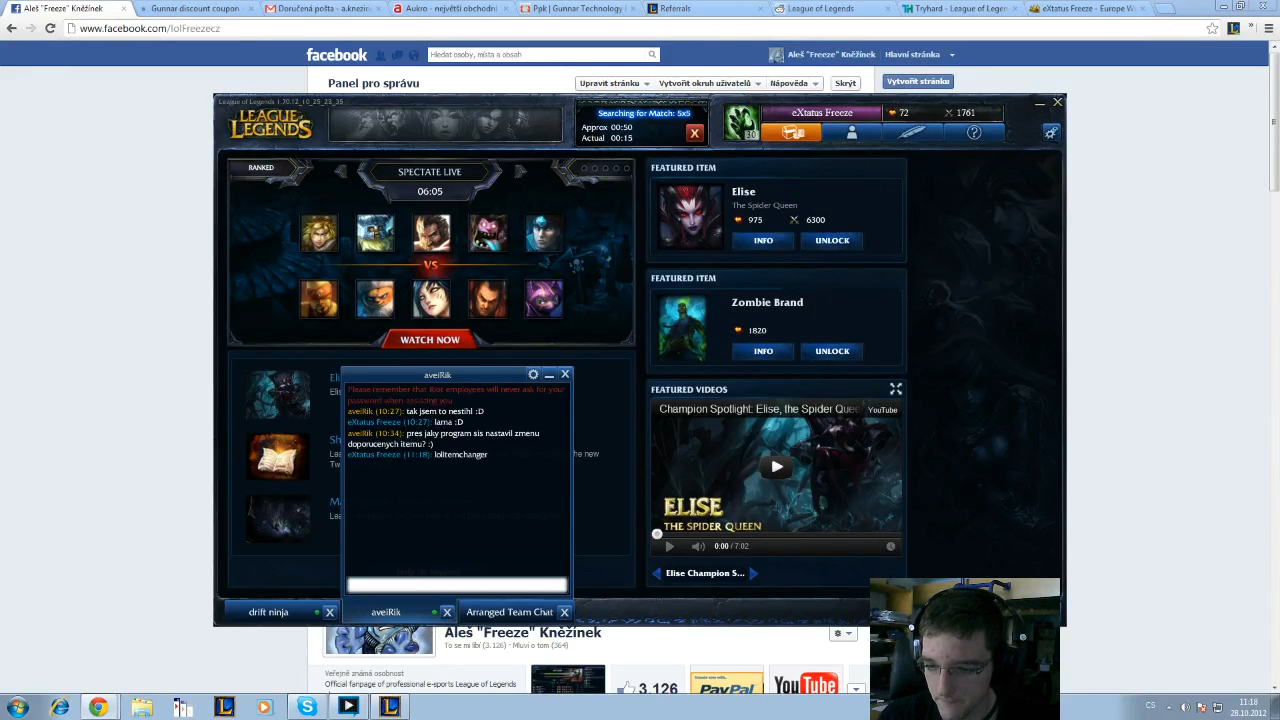 Aleš "Freeze" Kněžínek
Gunnar discount coupon
Doručená pošta - a.knezin
Aukro - největší obchodní
Ppk | Gunnar Technology
Referrals
League of Legends
Tryhard - League of Leger
eXtatus Freeze - Europe W
www.facebook.com/lolFreezecz
facebook
Hledat osoby, místa a obsah
Aleš "Freeze" Kněžínek
Hlavní stránka
Panel pro správu
Upravit stránku
Vytvořit okruh uživatelů
Nápověda
Skrýt
Vytvořit stránku
League of Legends 1.70.12_10_25_23_35
LEAGUE OF
LEGENDS
Searching for Match: 5x5
Approx 00:50
Actual 00:15
X
30
eXtatus Freeze
72
1761
RANKED
SPECTATE LIVE
06:05
VS
WATCH NOW
FEATURED ITEM
Elise
The Spider Queen
975
6300
INFO
UNLOCK
FEATURED ITEM
Zombie Brand
1820
INFO
UNLOCK
FEATURED VIDEOS
Champion Spotlight: Elise, the Spider Quee
YouTube
ELISE
THE SPIDER QUEEN
0:00 / 7:02
Elise Champion S...
the new
aveiRik
Please remember that Riot employees will never ask for your
password when assisting you
aveiRik (10:27): tak jsem to nestihl :D
eXtatus Freeze (10:27): lama :D
aveiRik (10:34): pres jaky program sis nastavil zmenu
doporucenych itemu? :)
eXtatus Freeze (11:18): lolitemchanger
drift ninja
aveiRik
Arranged Team Chat
Aleš "Freeze" Kněžínek
To se mi líbí (3.126) · Mluví o tom (364)
Veřejně známá osobnost
Official fanpage of professional e-sports League of Legends
3,126
PayPal
YouTube
CS
11:18
28.10.2012